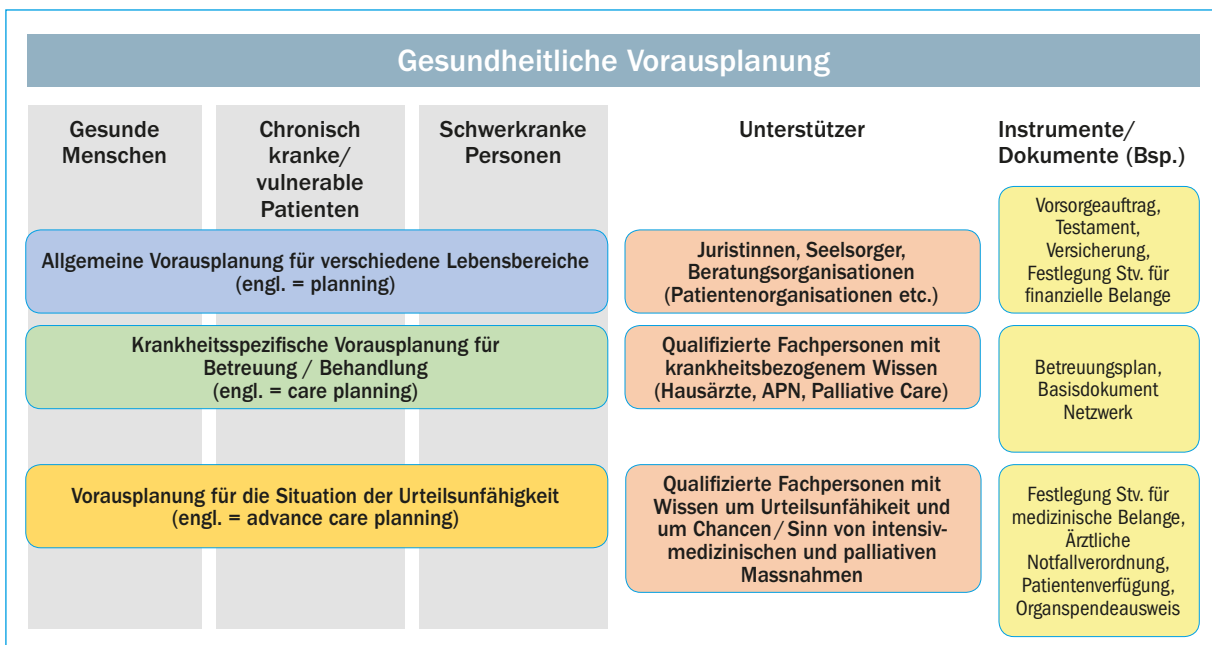 Gesundheitliche Vorausplanung
Gesunde
Menschen
Chronisch
kranke/
vulnerable
Patienten
Schwerkranke
Personen
Unterstützer
Instrumente/
Dokumente (Bsp.)
Allgemeine Vorausplanung für verschiedene Lebensbereiche
(engl. = planning)
Juristinnen, Seelsorger,
Beratungsorganisationen
(Patientenorganisationen etc.)
Vorsorgeauftrag,
Testament,
Versicherung,
Festlegung Stv. für
finanzielle Belange
Krankheitsspezifische Vorausplanung für
Betreuung / Behandlung
(engl. = care planning)
Qualifizierte Fachpersonen mit
krankheitsbezogenem Wissen
(Hausärzte, APN, Palliative Care)
Betreuungsplan,
Basisdokument
Netzwerk
Vorausplanung für die Situation der Urteilsunfähigkeit
(engl. = advance care planning)
Qualifizierte Fachpersonen mit
Wissen um Urteilsunfähikeit und
um Chancen / Sinn von intensiv-
medizinischen und palliativen
Massnahmen
Festlegung Stv. für
medizinische Belange,
Ärztliche
Notfallverordnung,
Patientenverfügung,
Organspendeausweis